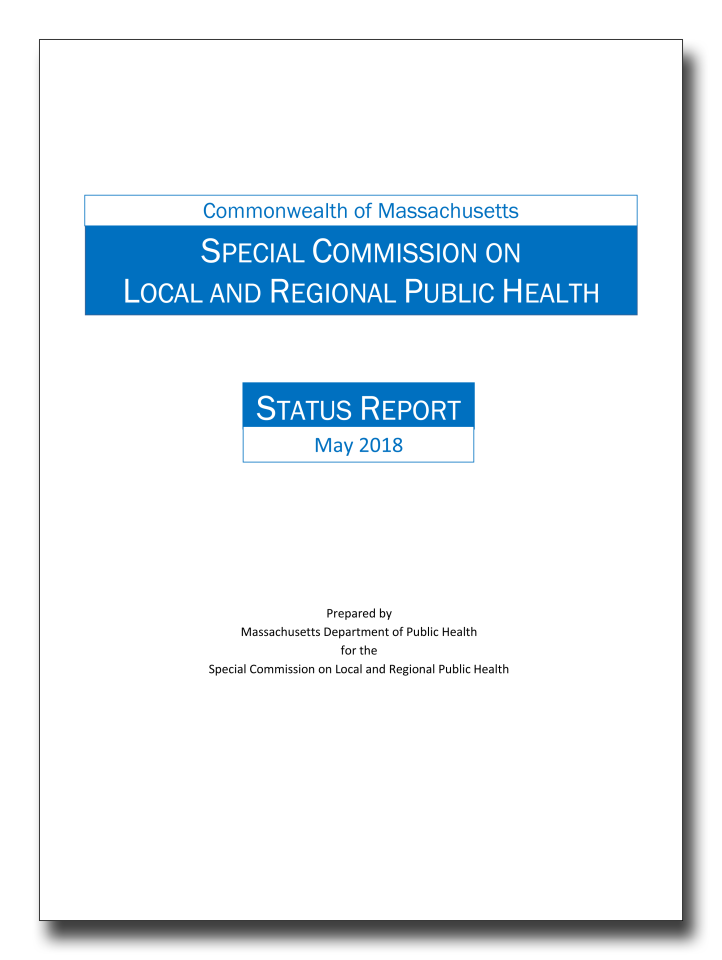 Commonwealth of Massachusetts
SPECIAL COMMISSION ON
LOCAL AND REGIONAL PUBLIC HEALTH
STATUS REPORT
May 2018
Prepared by
Massachusetts Department of Public Health
for the
Special Commission on Local and Regional Public Health